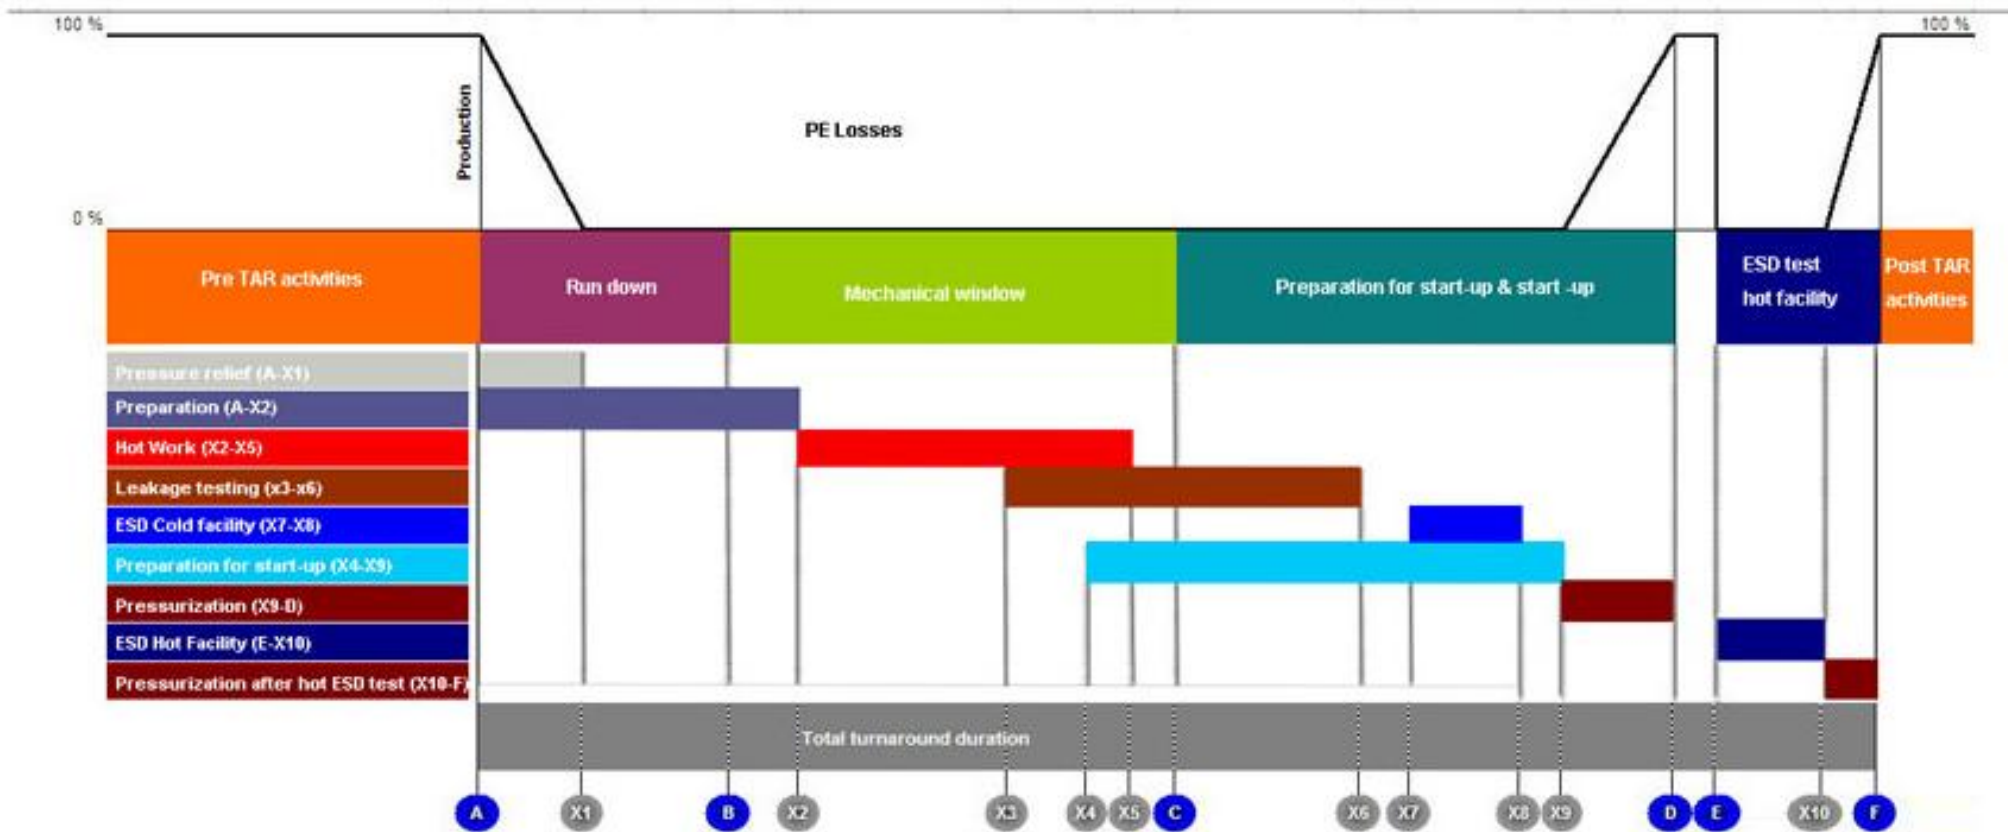 100 %
100 %
Production
PE Losses
0 %
Pre TAR activities
Run down
Mechanical window
Preparation for start-up & start -up
ESD test
hot facility
Post TAR
activities
Pressure relief (A-X1)
Preparation (A-X2)
Hot Work (X2-X5)
Leakage testing (x3-x6)
ESD Cold facility (X7-X8)
Preparation for start-up (X4-X9)
Pressurization (X9-D)
ESD Hot Facility (E-X10)
Pressurization after hot ESD test (X10-F)
Total turnaround duration
A X1 B X2 X3 X4 X5 C X6 X7 X8 X9 D E X10 F